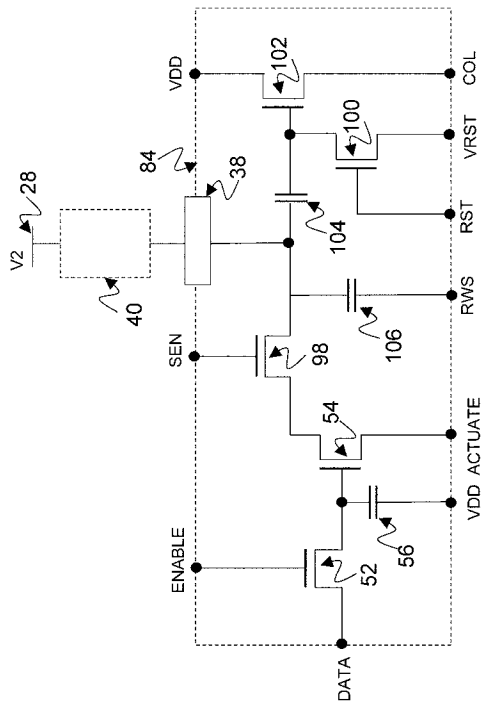 V2
28
40
84
38
VDD
102
SEN
104
100
98
106
ENABLE
54
52
56
DATA
VDD
ACTUATE
RWS
RST
VRST
COL